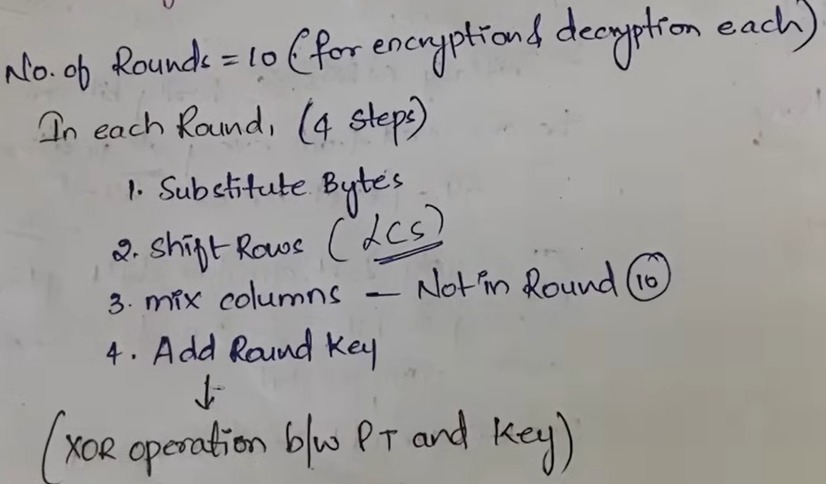 No. of Rounds = 10 (for encryption & decryption each)
In each Round, (4 steps)
1. Substitute Bytes
2. Shift Rows (LCS)
3. mix columns — Not in Round 10
4. Add Round Key
↓
(XOR operation b/w PT and Key)